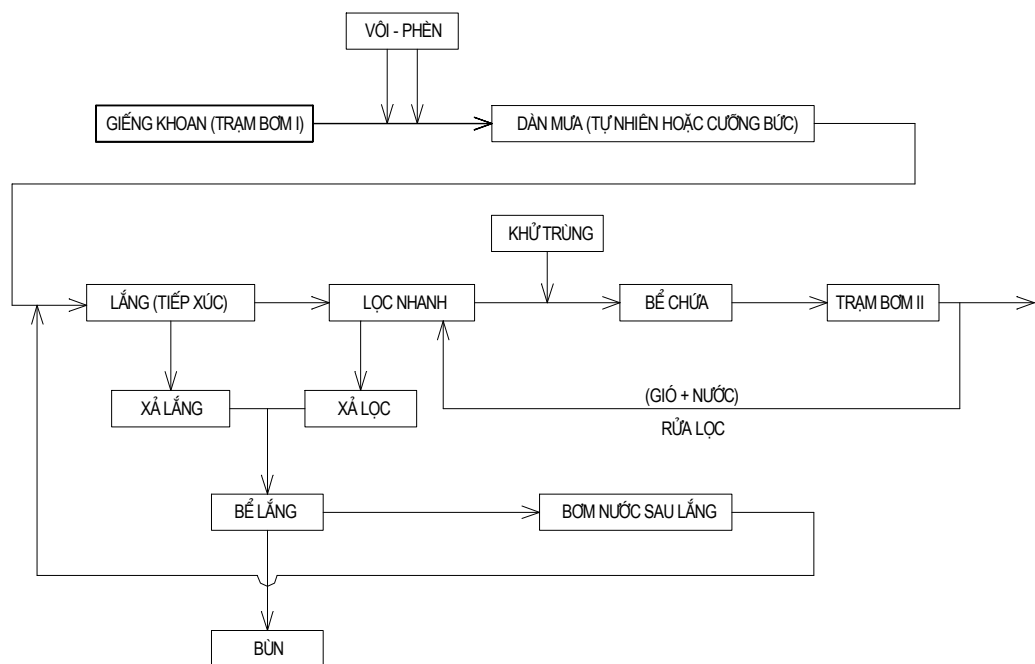 VÔI - PHÈN
GIẾNG KHOAN (TRẠM BƠM I)
DÀN MƯA (TỰ NHIÊN HOẶC CƯỠNG BỨC)
KHỬ TRÙNG
LẮNG (TIẾP XÚC)
LỌC NHANH
BỂ CHỨA
TRẠM BƠM II
XẢ LẮNG
XẢ LỌC
(GIÓ + NƯỚC)
RỬA LỌC
BỂ LẮNG
BƠM NƯỚC SAU LẮNG
BÙN